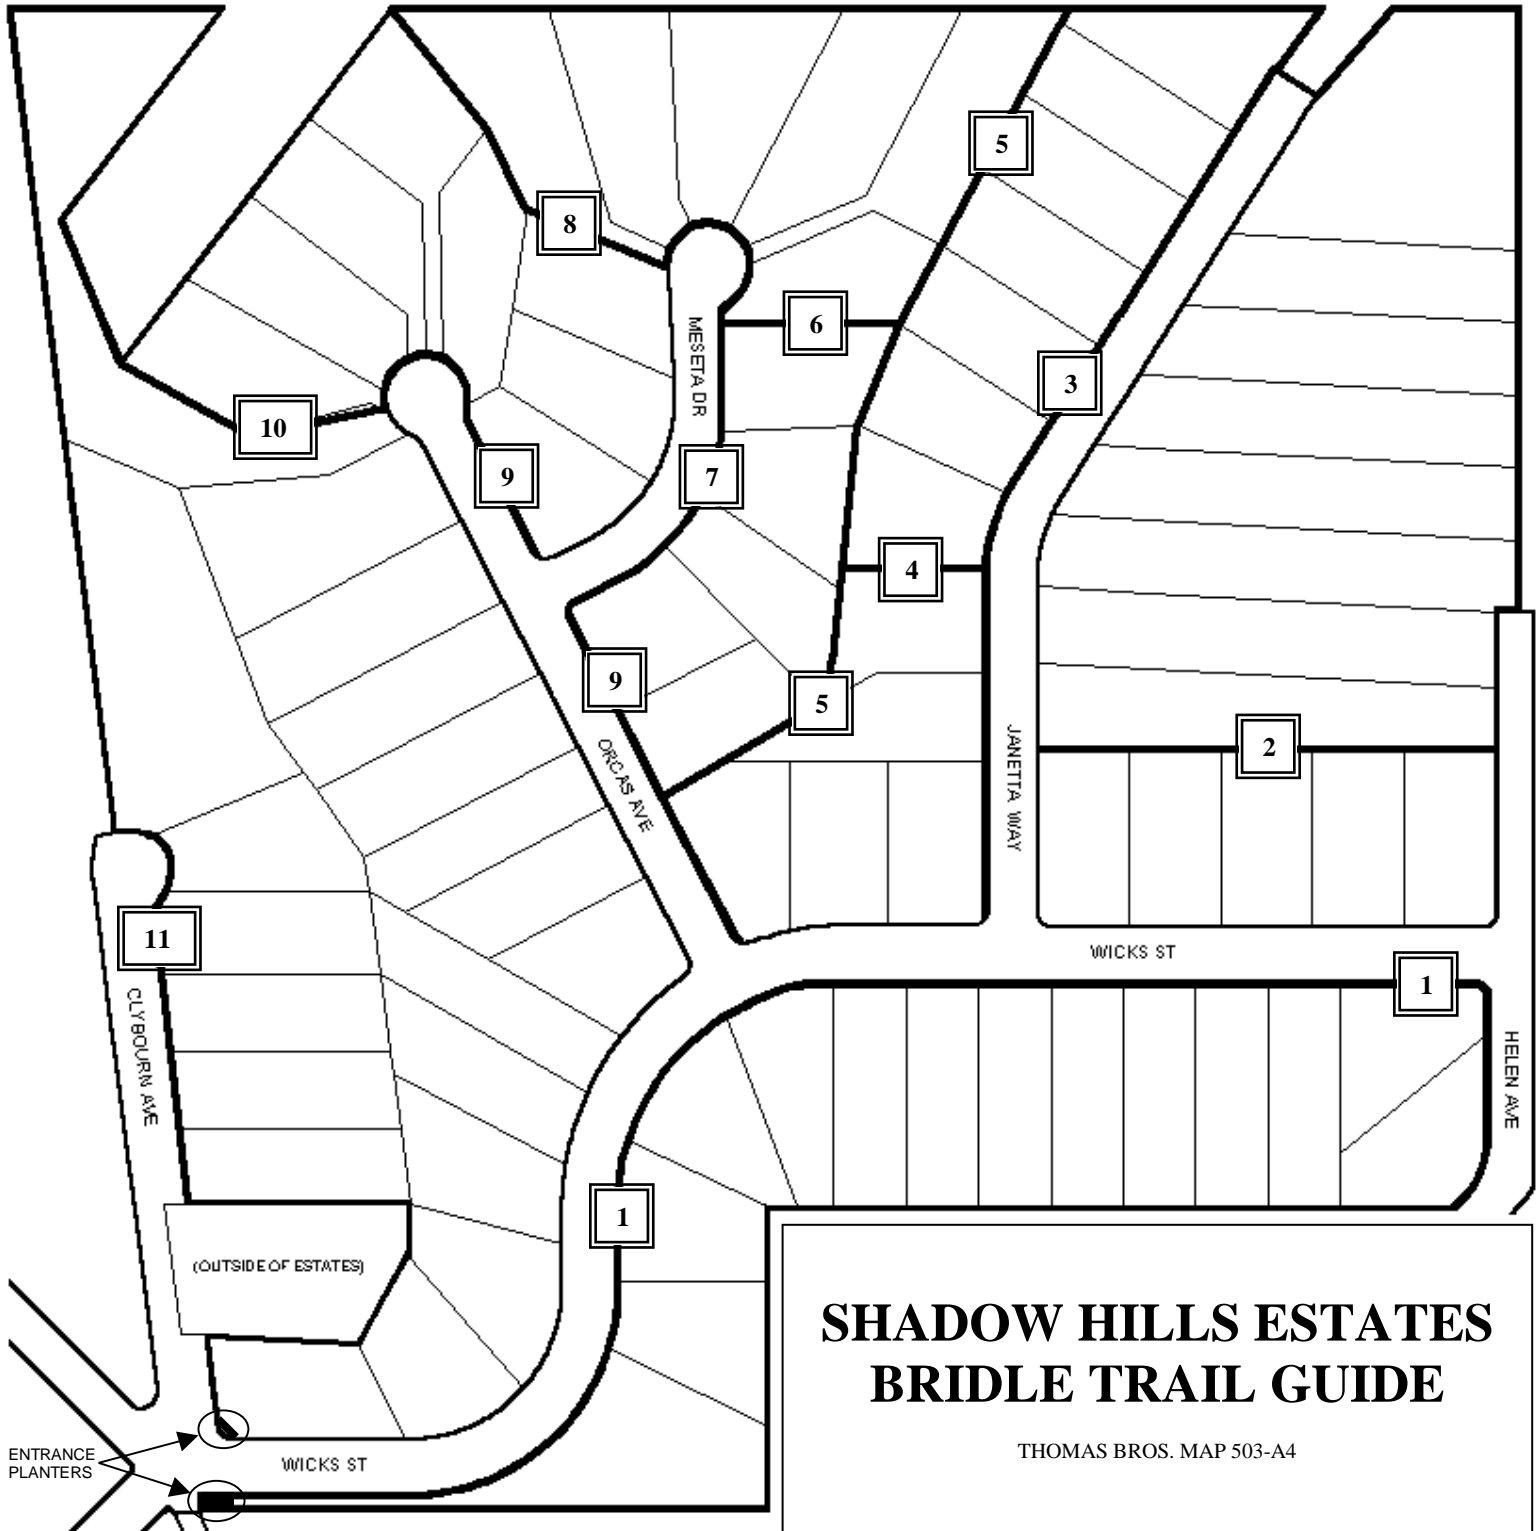 5
8
6
MESETA DR
3
10
9
7
4
9
5
ORCAS AVE
JANETTA WAY
2
11
WICKS ST
1
CLYBOURN AVE
HELEN AVE
1
(OUTSIDE OF ESTATES)
SHADOW HILLS ESTATES
BRIDLE TRAIL GUIDE
THOMAS BROS. MAP 503-A4
ENTRANCE
PLANTERS
WICKS ST